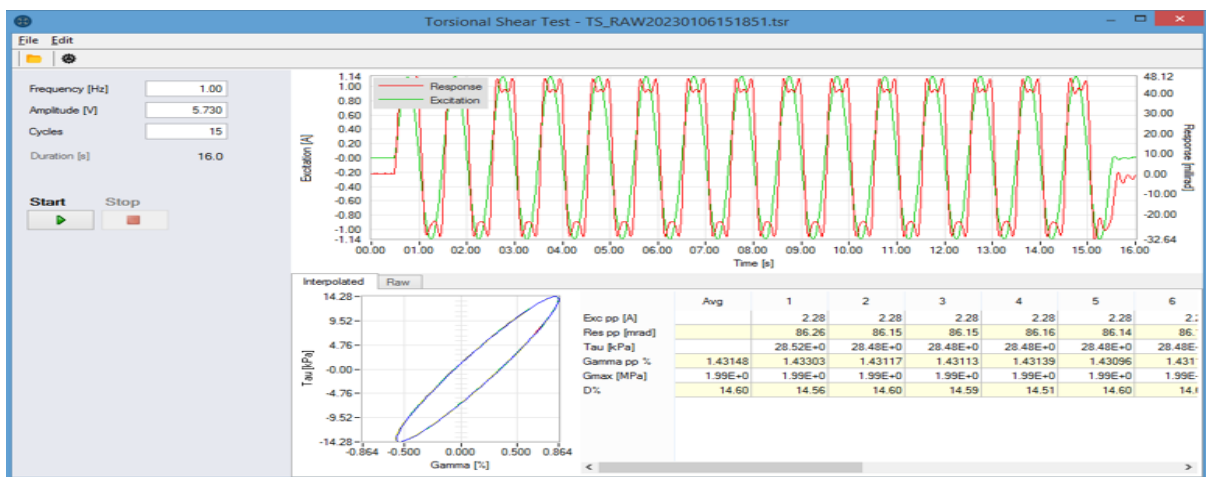 Torsional Shear Test - TS_RAW20230106151851.tsr
File Edit
Frequency [Hz] 1.00
Amplitude [V] 5.730
Cycles 15
Duration [s] 16.0
Start Stop
Response
Excitation
Excitation [A]
1.14
1.00
0.80
0.60
0.40
0.20
-0.00
-0.20
-0.40
-0.60
-0.80
-1.00
-1.14
48.12
40.00
30.00
20.00
10.00
0.00
-10.00
-20.00
-32.64
Response [millirad]
00.05 01.00 02.00 03.00 04.00 05.00 06.00 07.00 08.00 09.00 10.00 11.00 12.00 13.00 14.00 15.00 16.00
Time [s]
Interpolated Raw
Tau [kPa]
14.28
9.52
4.76
-0.00
-4.76
-9.52
-14.28
-0.864 -0.500 0.000 0.500 0.864
Gamma [%]
Avg 1 2 3 4 5 6
Exc pp [A] 2.28 2.28 2.28 2.28 2.28
Res pp [mrad] 86.26 86.15 86.15 86.16 86.14 86.
Tau [kPa] 28.52E+0 28.48E+0 28.48E+0 28.48E+0 28.48E+0 28.48E-
Gamma pp % 1.43148 1.43303 1.43117 1.43113 1.43139 1.43096 1.431
Gmax [MPa] 1.99E+0 1.99E+0 1.99E+0 1.99E+0 1.99E+0 1.99E+0 1.99E-
D% 14.60 14.56 14.60 14.59 14.51 14.60